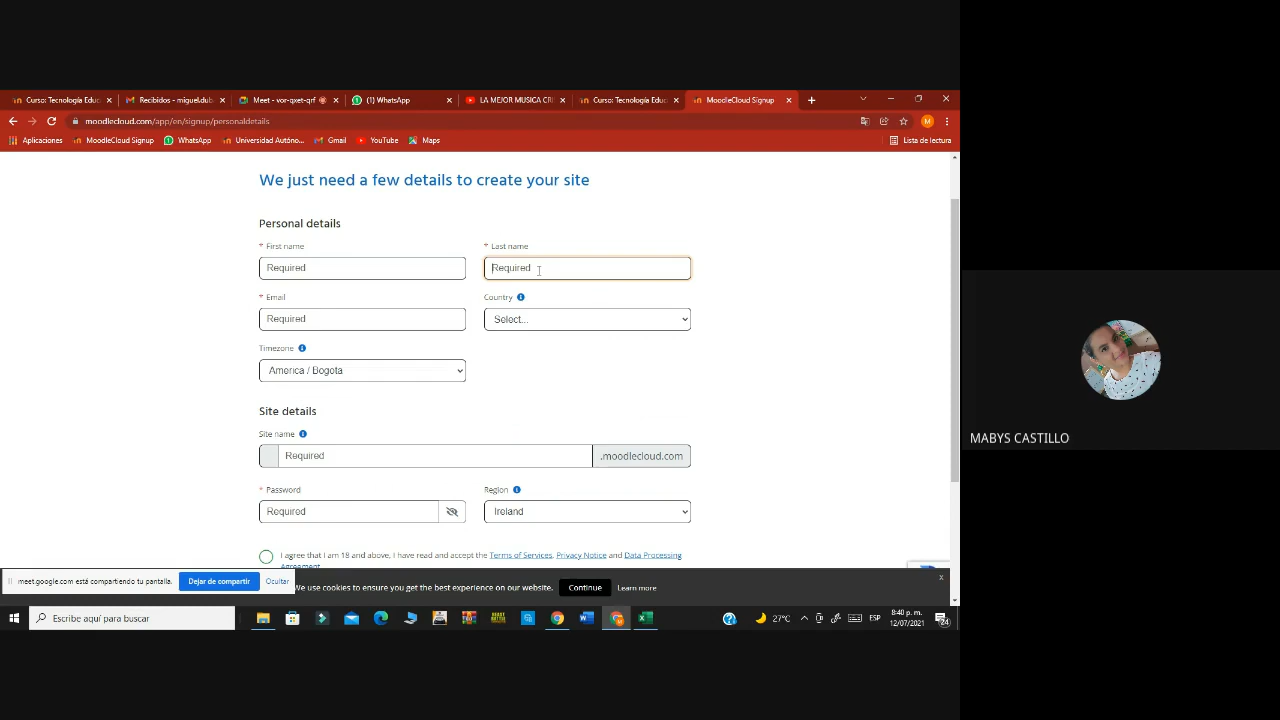 Curso: Tecnología Educ
Recibidos - miguel.dub
Meet - vor-qxet-qrf
(1) WhatsApp
LA MEJOR MUSICA CRI
Curso: Tecnología Educ
MoodleCloud Signup
moodlecloud.com/app/en/signup/personaldetails
Aplicaciones
MoodleCloud Signup
WhatsApp
Universidad Autóno...
Gmail
YouTube
Maps
Lista de lectura
We just need a few details to create your site
Personal details
* First name
* Last name
Required
Required
* Email
Country
Required
Select...
Timezone
America / Bogota
Site details
Site name
Required
.moodlecloud.com
* Password
Region
Required
Ireland
I agree that I am 18 and above, I have read and accept the Terms of Services, Privacy Notice and Data Processing
Agreement
meet.google.com está compartiendo tu pantalla.
Dejar de compartir
Ocultar
We use cookies to ensure you get the best experience on our website.
Continue
Learn more
Escribe aquí para buscar
27°C
ESP
8:40 p. m.
12/07/2021
24
MABYS CASTILLO